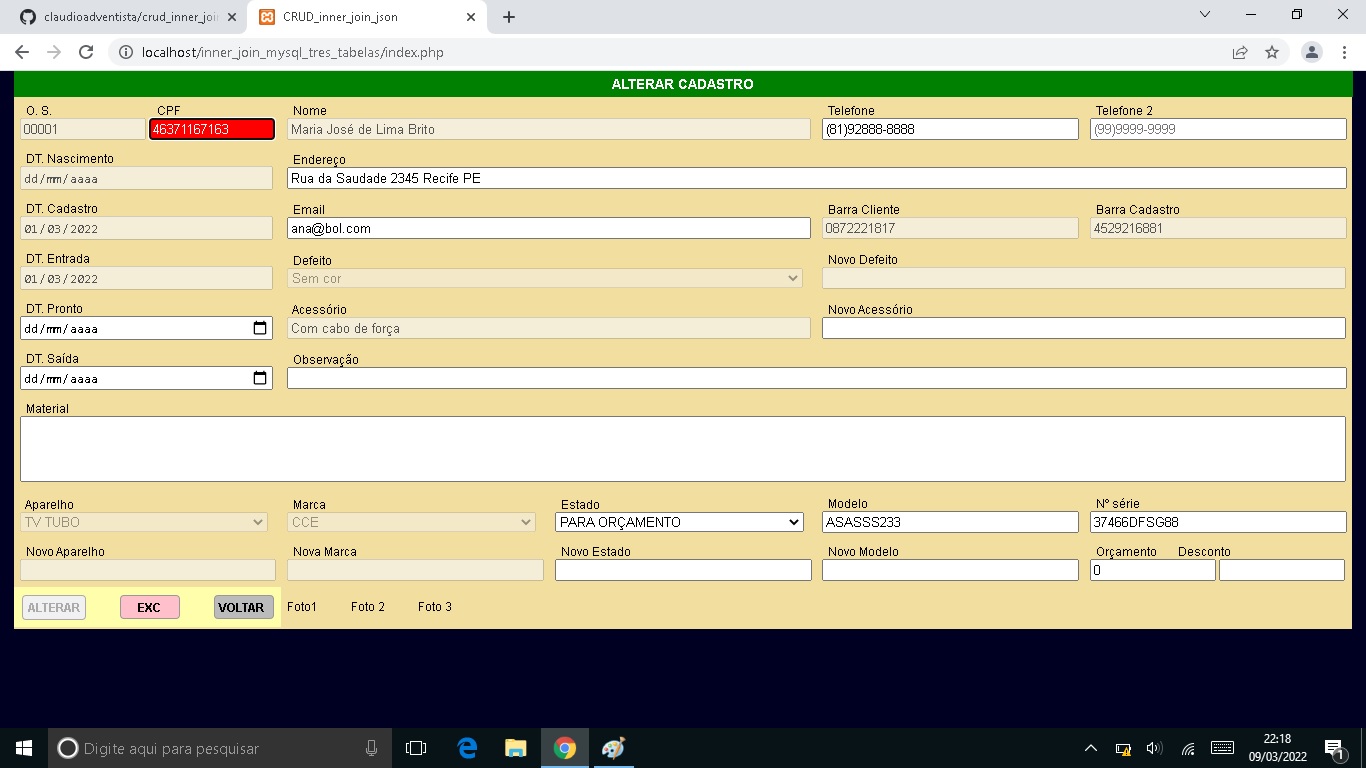 claudioadventista/crud_inner_joi
CRUD_inner_join_json
localhost/inner_join_mysql_tres_tabelas/index.php
ALTERAR CADASTRO
O. S. CPF Nome Telefone Telefone 2
00001 46371167163 Maria José de Lima Brito (81)92888-8888 (99)9999-9999
DT. Nascimento Endereço
dd/mm/aaaa Rua da Saudade 2345 Recife PE
DT. Cadastro Email Barra Cliente Barra Cadastro
01/03/2022 ana@bol.com 0872221817 4529216881
DT. Entrada Defeito Novo Defeito
01/03/2022 Sem cor
DT. Pronto Acessório Novo Acessório
dd/mm/aaaa Com cabo de força
DT. Saída Observação
dd/mm/aaaa
Material
Aparelho Marca Estado Modelo Nº série
TV TUBO CCE PARA ORÇAMENTO ASASSS233 37466DFSG88
Novo Aparelho Nova Marca Novo Estado Novo Modelo Orçamento Desconto
0
ALTERAR EXC VOLTAR Foto1 Foto 2 Foto 3
Digite aqui para pesquisar
22:18
09/03/2022
1